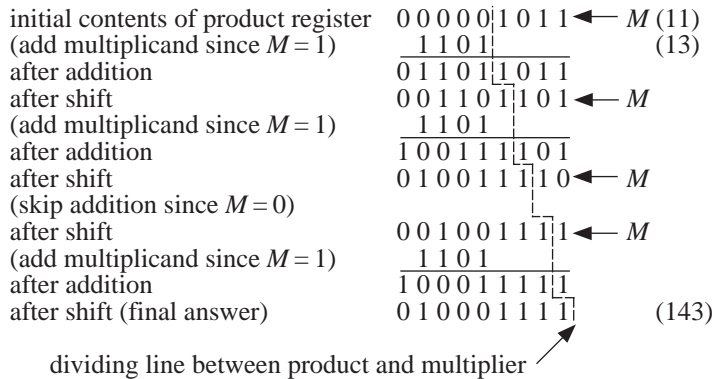 initial contents of product register 0 0 0 0 0 1 0 1 1 M (11)
(add multiplicand since M = 1) 1 1 0 1 (13)
after addition 0 1 1 0 1 1 0 1 1
after shift 0 0 1 1 0 1 1 0 1 M
(add multiplicand since M = 1) 1 1 0 1
after addition 1 0 0 1 1 1 1 0 1
after shift 0 1 0 0 1 1 1 1 0 M
(skip addition since M = 0)
after shift 0 0 1 0 0 1 1 1 1 M
(add multiplicand since M = 1) 1 1 0 1
after addition 1 0 0 0 1 1 1 1 1
after shift (final answer) 0 1 0 0 0 1 1 1 1 (143)
dividing line between product and multiplier